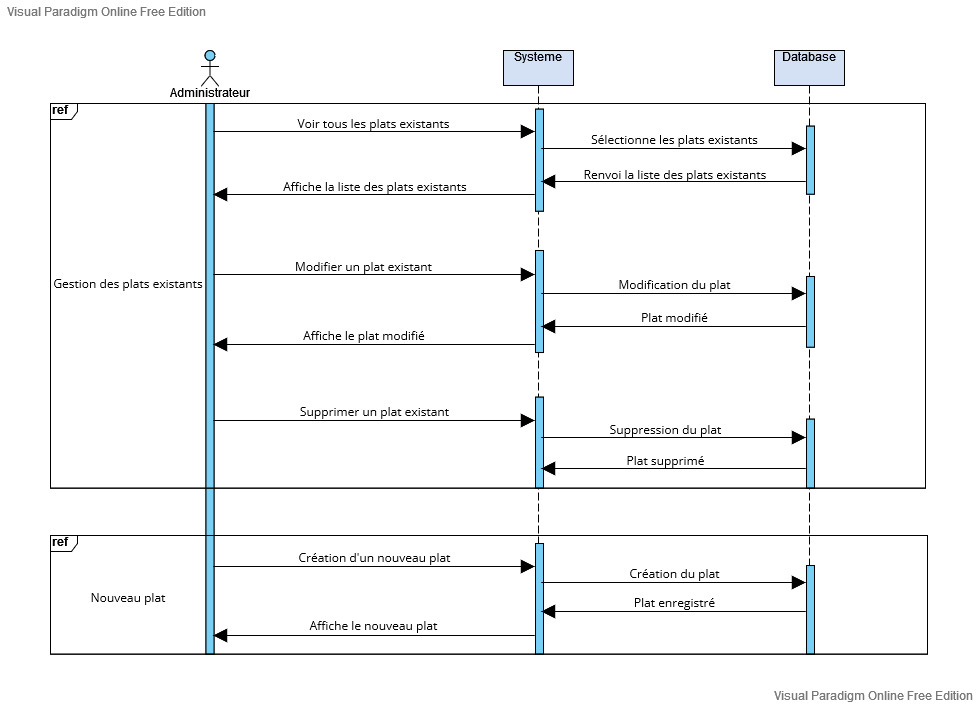 Visual Paradigm Online Free Edition
Administrateur
Systeme
Database
ref
Voir tous les plats existants
Sélectionne les plats existants
Renvoi la liste des plats existants
Affiche la liste des plats existants
Modifier un plat existant
Gestion des plats existants
Modification du plat
Plat modifié
Affiche le plat modifié
Supprimer un plat existant
Suppression du plat
Plat supprimé
ref
Création d'un nouveau plat
Création du plat
Nouveau plat
Plat enregistré
Affiche le nouveau plat
Visual Paradigm Online Free Edition